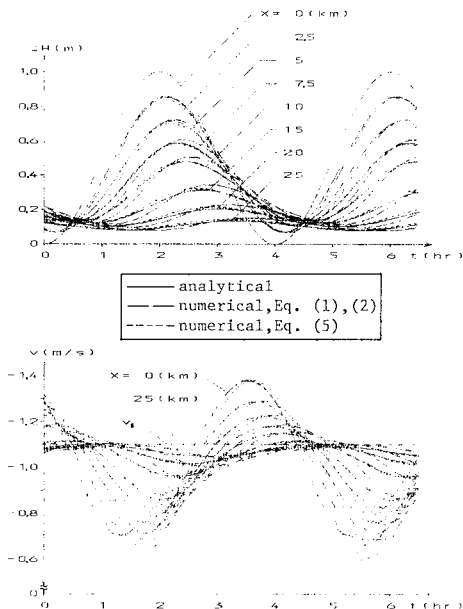 X= 0 (km)
ΔH(m)
2,5
5
7,5
10
15
20
25
1,0
0,8
0,6
0,4
0,2
0
0 1 2 3 4 5 6 t(hr)
analytical
numerical,Eq. (1),(2)
numerical,Eq. (5)
v(m/s)
X= 0(km)
25(km)
-1,4
-1,2
-1,0
-0,8
-0,6
0
0 1 2 3 4 5 6 t(hr)